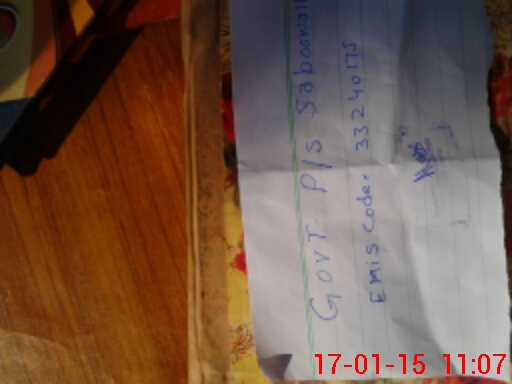 GOVT P/S Saboowali
EMIS Code. 33240175
17-01-15 11:07